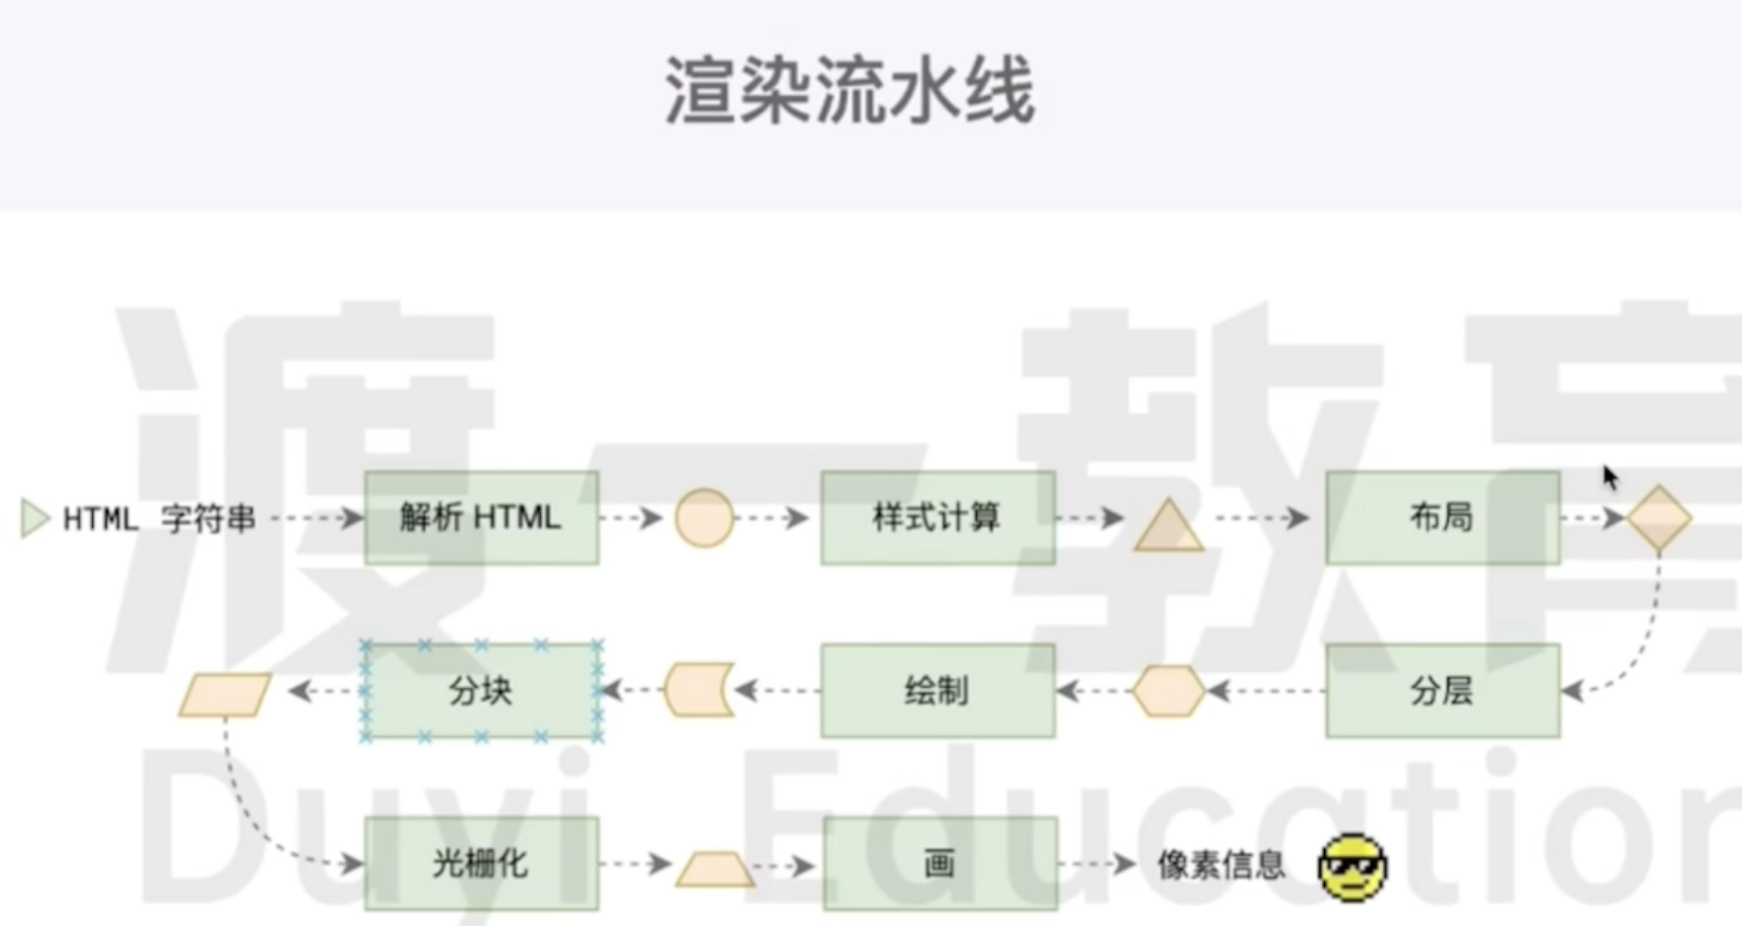 渲染流水线
渡一教育
HTML 字符串
解析 HTML
样式计算
布局
分块
绘制
分层
Duyi Education
光栅化
画
像素信息